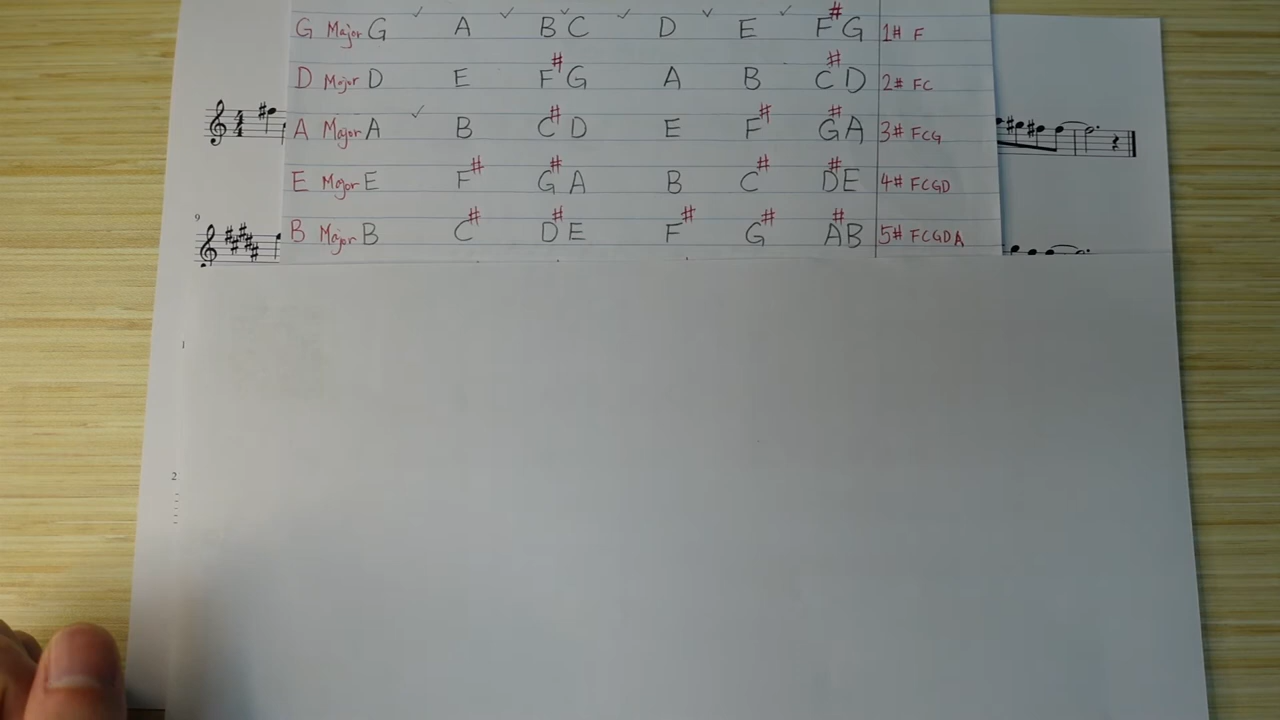 G Major G A B C D E F# G 1# F
D Major D E F# G A B C# D 2# FC
A Major A B C# D E F# G# A 3# FCG
E Major E F# G# A B C# D# E 4# FCGD
9
B Major B C# D# E F# G# A# B 5# FCGDA
1
2